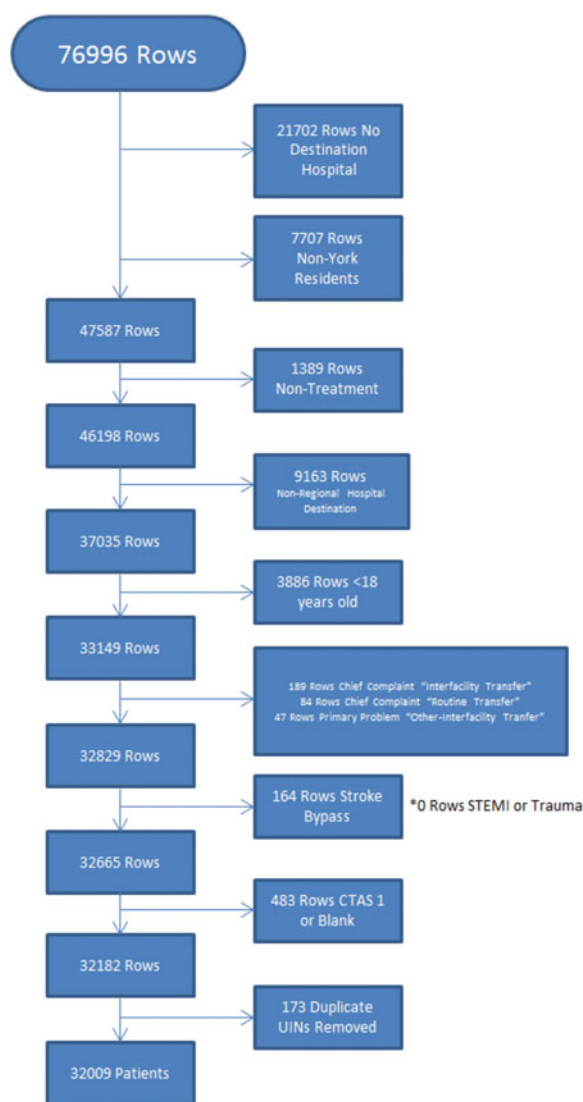 76996 Rows
21702 Rows No
Destination
Hospital
7707 Rows
Non-York
Residents
47587 Rows
1389 Rows
Non-Treatment
46198 Rows
9163 Rows
Non-Regional Hospital
Destination
37035 Rows
3886 Rows <18
years old
33149 Rows
189 Rows Chief Complaint “Interfacility Transfer”
84 Rows Chief Complaint “Routine Transfer”
47 Rows Primary Problem “Other-Interfacility Tranfer”
32829 Rows
164 Rows Stroke
Bypass
*0 Rows STEMI or Trauma
32665 Rows
483 Rows CTAS 1
or Blank
32182 Rows
173 Duplicate
UINs Removed
32009 Patients